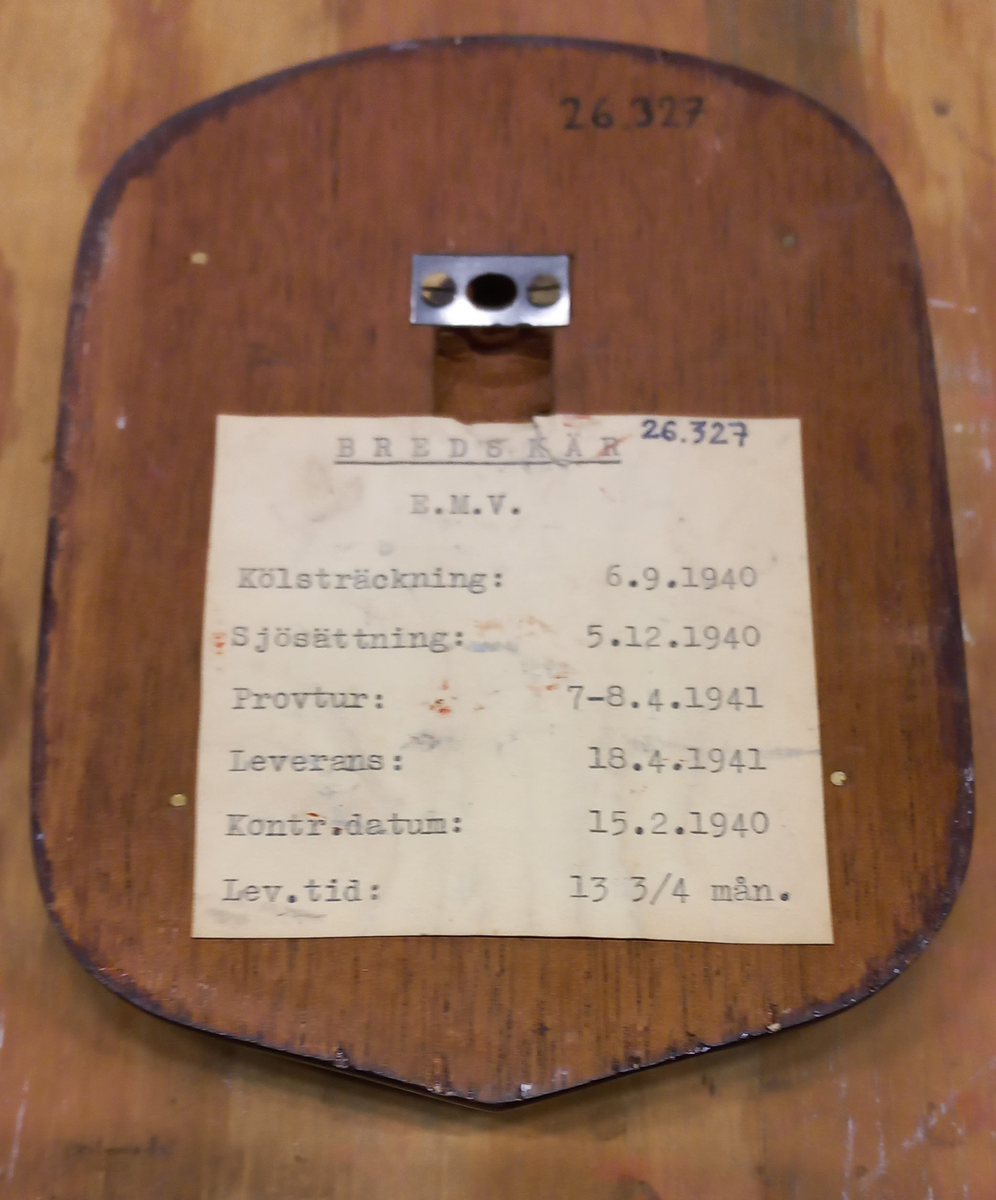 26.327
BREDSKÄR 26.327
E.M.V.
Kölsträckning: 6.9.1940
Sjösättning: 5.12.1940
Provtur: 7-8.4.1941
Leverans: 18.4.1941
Kontr.datum: 15.2.1940
Lev.tid: 13 3/4 mån.